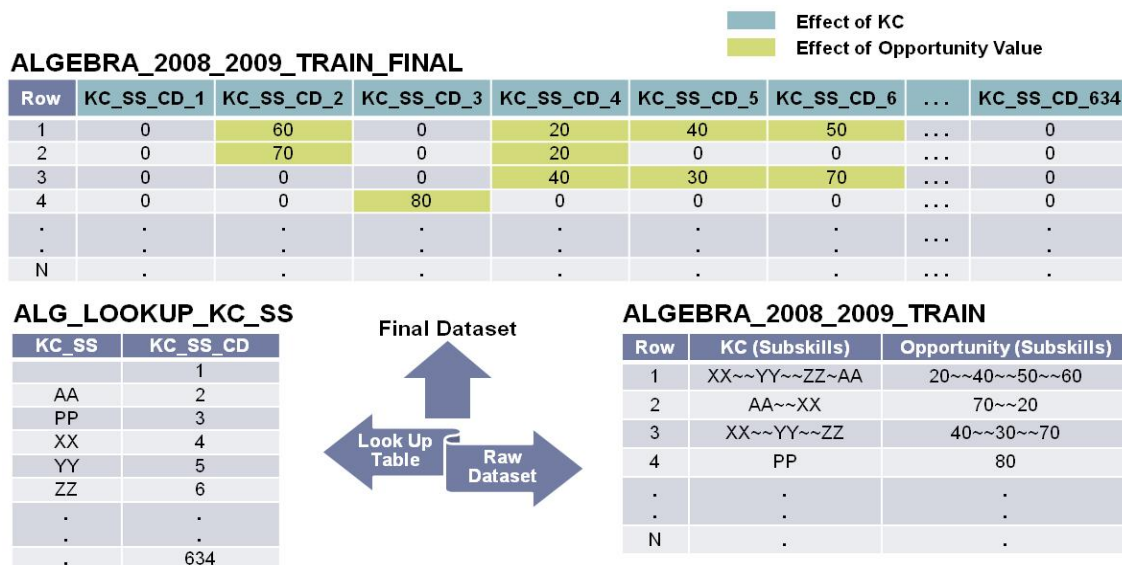 Effect of KC
Effect of Opportunity Value
ALGEBRA_2008_2009_TRAIN_FINAL
Row KC_SS_CD_1 KC_SS_CD_2 KC_SS_CD_3 KC_SS_CD_4 KC_SS_CD_5 KC_SS_CD_6 ... KC_SS_CD_634
1 0 60 0 20 40 50 ... 0
2 0 70 0 20 0 0 ... 0
3 0 0 0 40 30 70 ... 0
4 0 0 80 0 0 0 ... 0
. . . . . . . ... .
. . . . . . . .
N . . . . . . ... .
ALG_LOOKUP_KC_SS
KC_SS KC_SS_CD
1
AA 2
PP 3
XX 4
YY 5
ZZ 6
. .
. .
. 634
Final Dataset
Look Up
Table
Raw
Dataset
ALGEBRA_2008_2009_TRAIN
Row KC (Subskills) Opportunity (Subskills)
1 XX~~YY~~ZZ~AA 20~~40~~50~~60
2 AA~~XX 70~~20
3 XX~~YY~~ZZ 40~~30~~70
4 PP 80
. . .
. . .
N . .